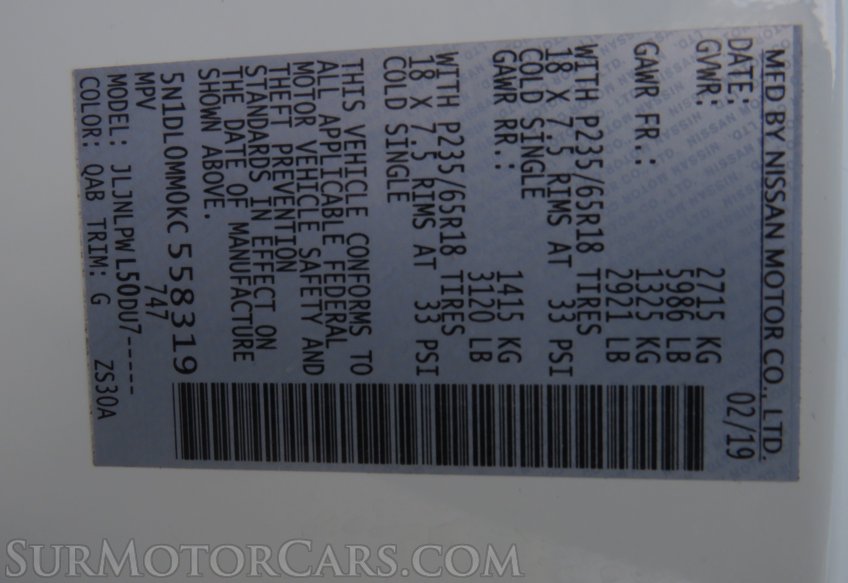 MFD BY NISSAN MOTOR CO., LTD.
DATE: 02/19
GVWR: 2715 KG
5986 LB
GAWR FR.: 1325 KG
2921 LB
WITH P235/65R18 TIRES
18 X 7.5 RIMS AT 33 PSI
COLD SINGLE
GAWR RR.: 1415 KG
3120 LB
WITH P235/65R18 TIRES
18 X 7.5 RIMS AT 33 PSI
COLD SINGLE
THIS VEHICLE CONFORMS TO
ALL APPLICABLE FEDERAL
MOTOR VEHICLE SAFETY AND
THEFT PREVENTION
STANDARDS IN EFFECT ON
THE DATE OF MANUFACTURE
SHOWN ABOVE.
5N1DL0MM0KC558319
MPV 747
MODEL: JLJNLPW L50DU7-----
COLOR: QAB TRIM: G ZS30A
SURMOTORCARS.COM